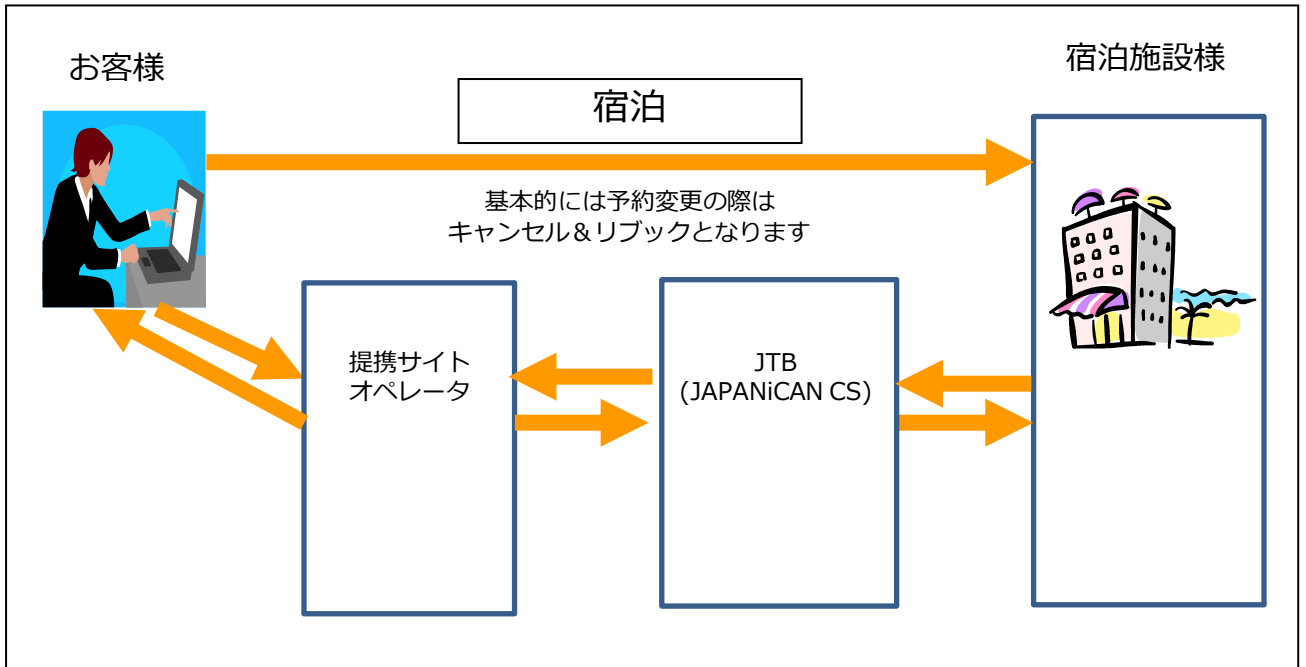 お客様
宿泊施設様
宿泊
基本的には予約変更の際は
キャンセル＆リブックとなります
提携サイト
オペレータ
JTB
(JAPANiCAN CS)